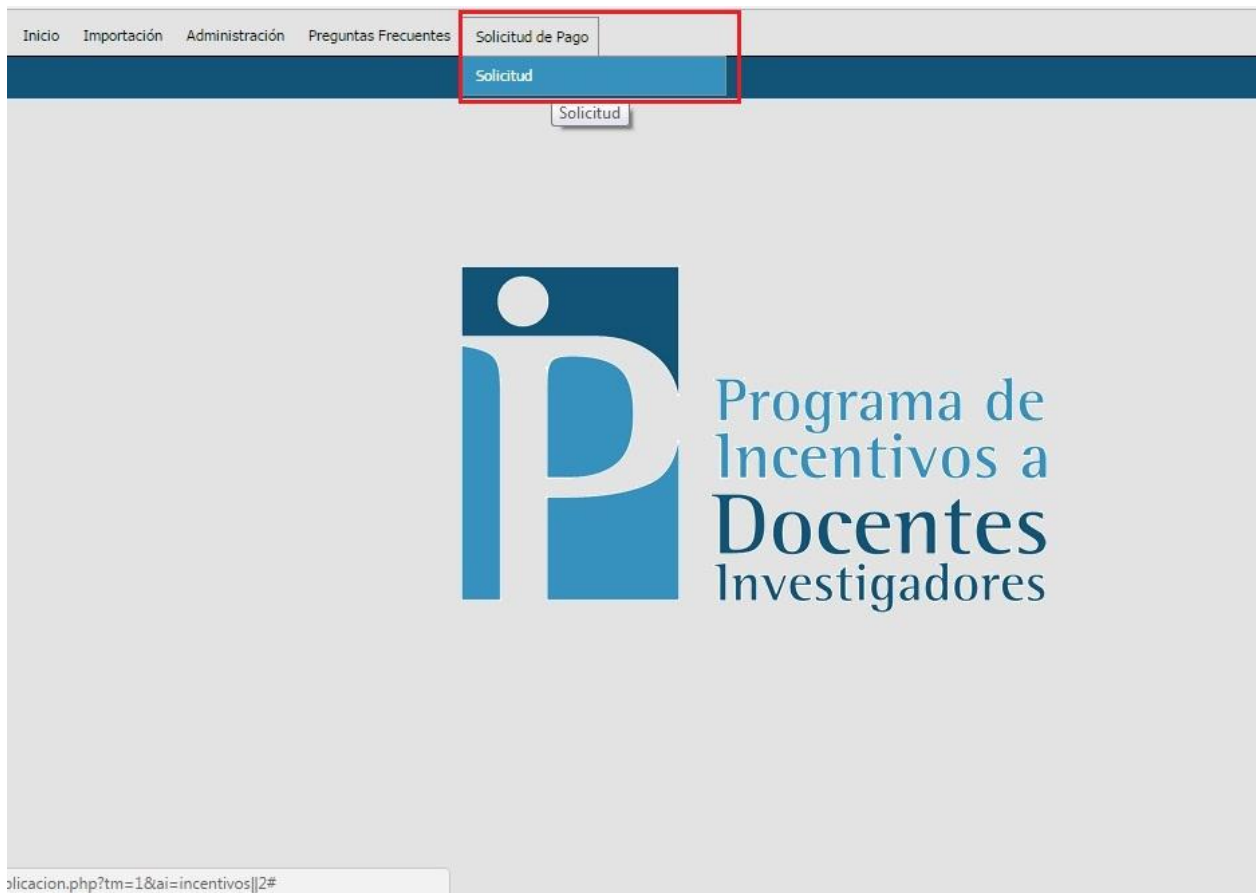 Inicio Importación Administración Preguntas Frecuentes Solicitud de Pago
Solicitud
Solicitud
iP
Programa de
Incentivos a
Docentes
Investigadores
plicacion.php?tm=1&ai=incentivos||2#